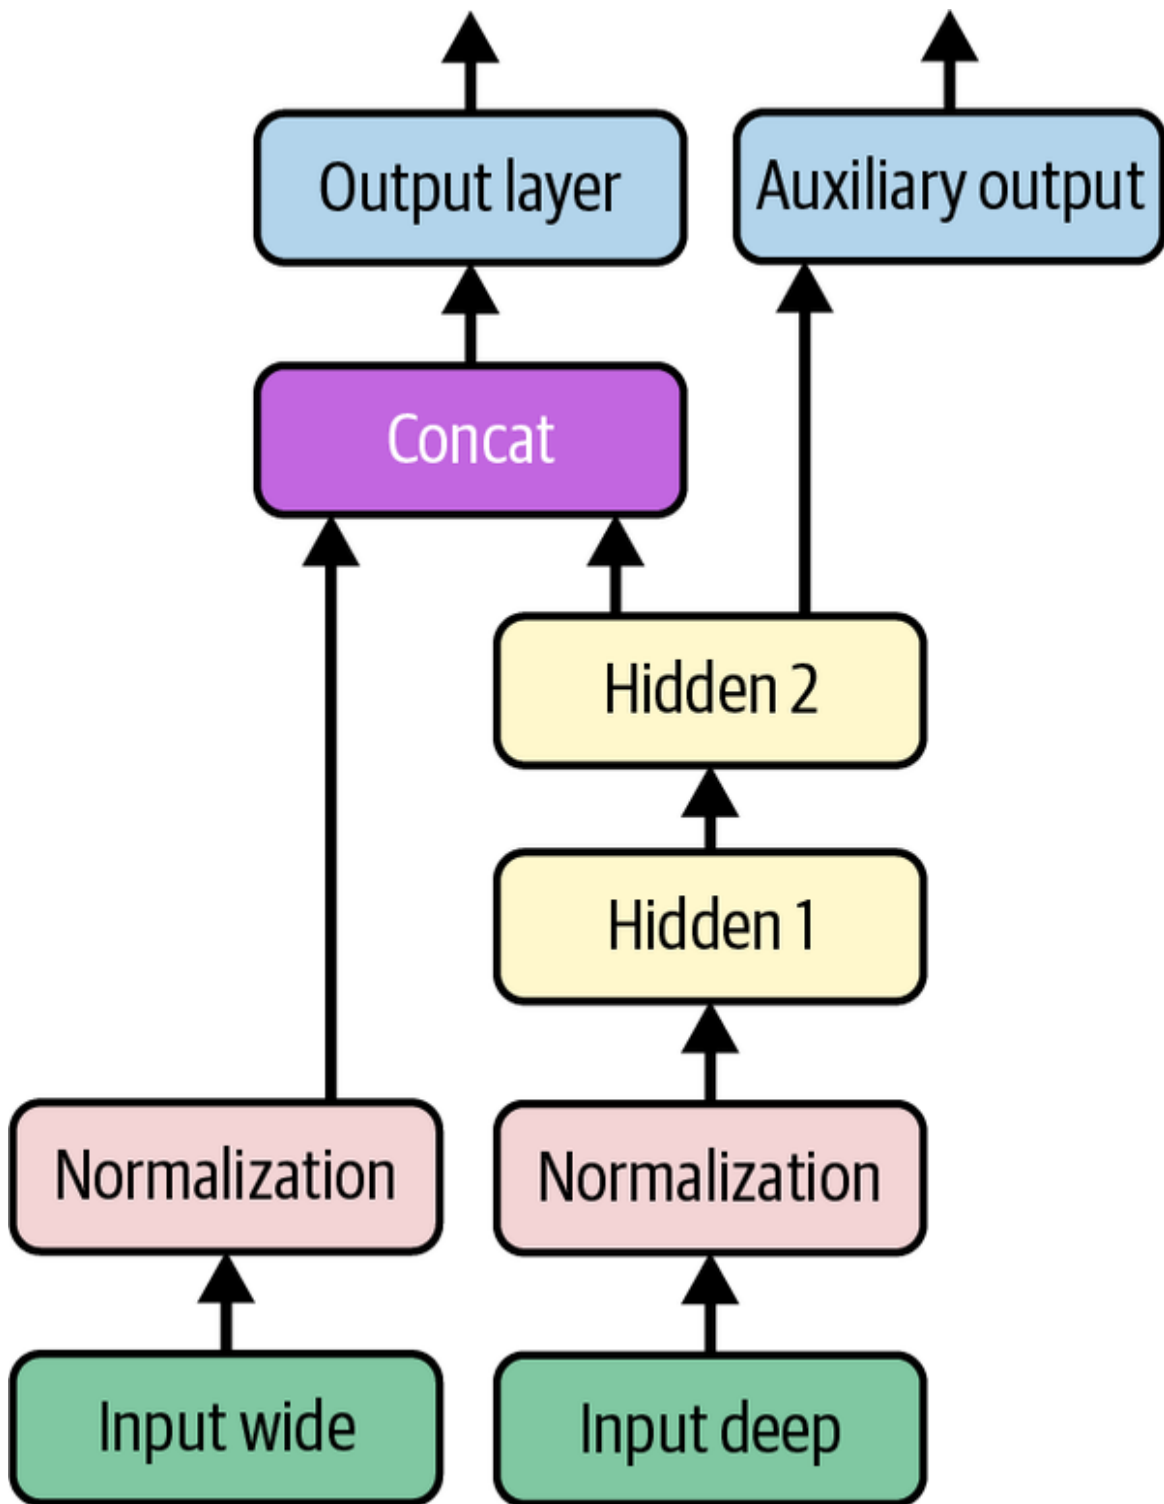 Output layer
Auxiliary output
Concat
Hidden 2
Hidden 1
Normalization
Normalization
Input wide
Input deep